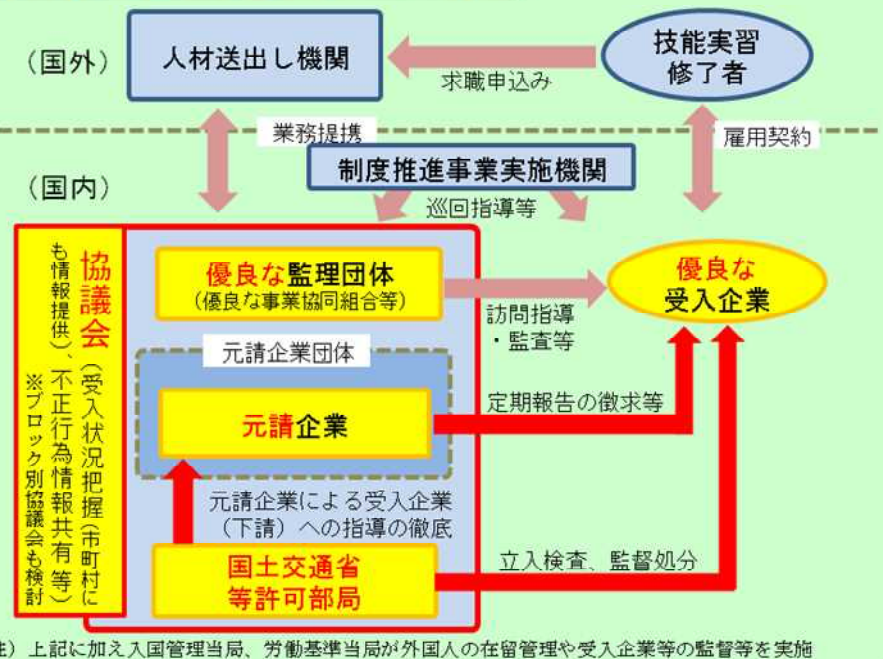 （国外）
人材送出し機関
技能実習
修了者
求職申込み
業務提携
雇用契約
（国内）
制度推進事業実施機関
巡回指導等
協議会（受入状況把握（市町村に
も情報提供）、不正行為情報共有等）
※ブロック別協議会も検討
優良な監理団体
（優良な事業協同組合等）
優良な
受入企業
訪問指導
・監査等
元請企業団体
元請企業
定期報告の徴求等
元請企業による受入企業
（下請）への指導の徹底
国土交通省
等許可部局
立入検査、監督処分
注）上記に加え入国管理当局、労働基準当局が外国人の在留管理や受入企業等の監督等を実施